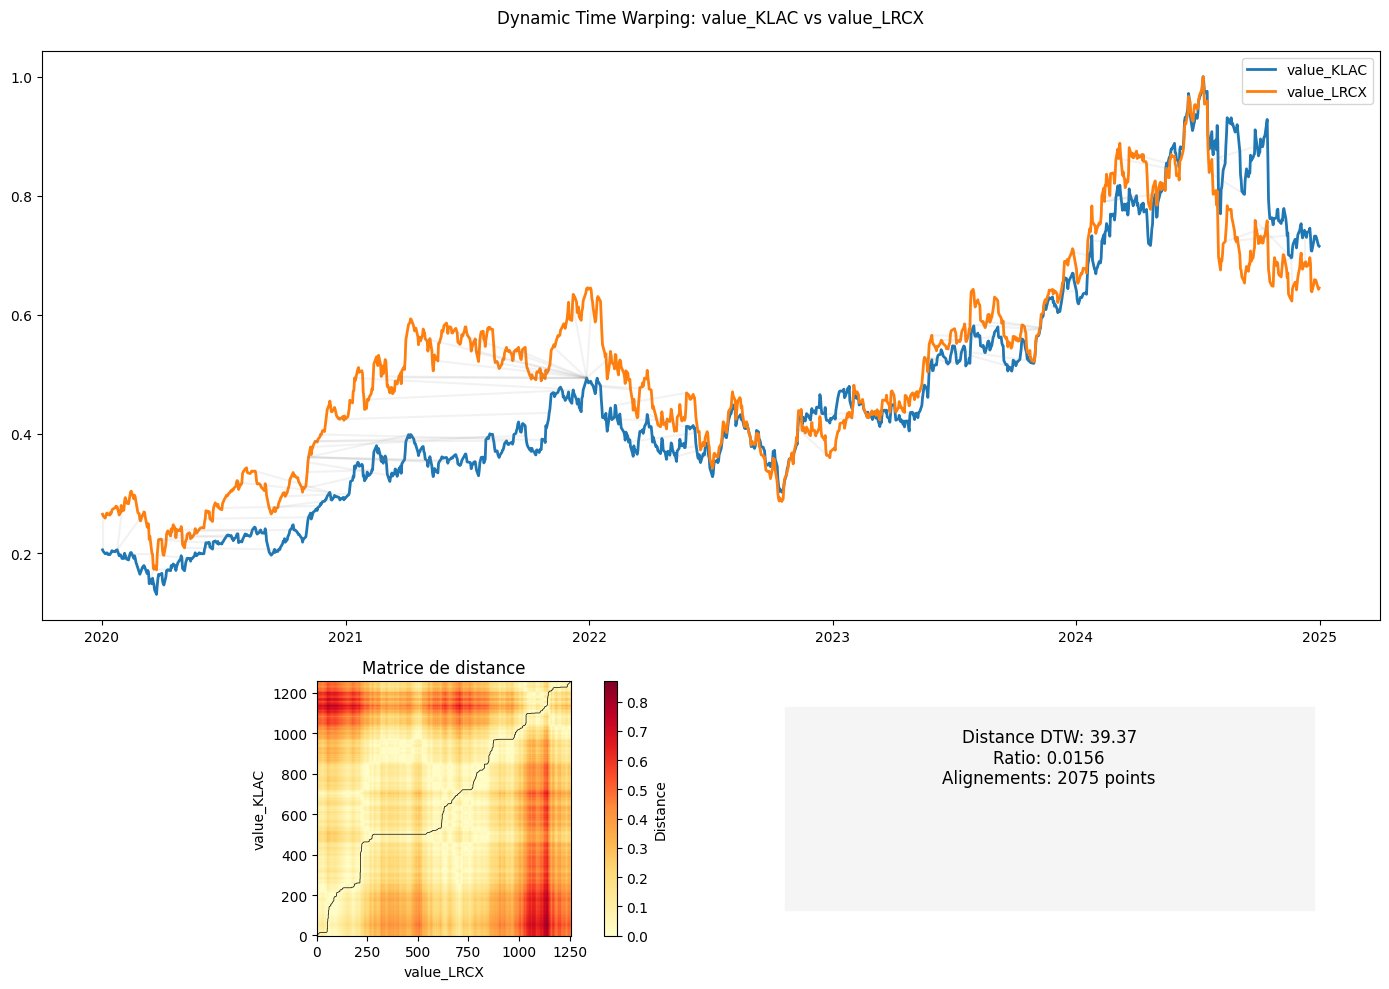 Dynamic Time Warping: value_KLAC vs value_LRCX
value_KLAC
value_LRCX
1.0
0.8
0.6
0.4
0.2
2020 2021 2022 2023 2024 2025
Matrice de distance
value_KLAC
1200
1000
800
600
400
200
0
0 250 500 750 1000 1250
value_LRCX
0.8
0.7
0.6
0.5
0.4
0.3
0.2
0.1
0.0
Distance
Distance DTW: 39.37
Ratio: 0.0156
Alignements: 2075 points